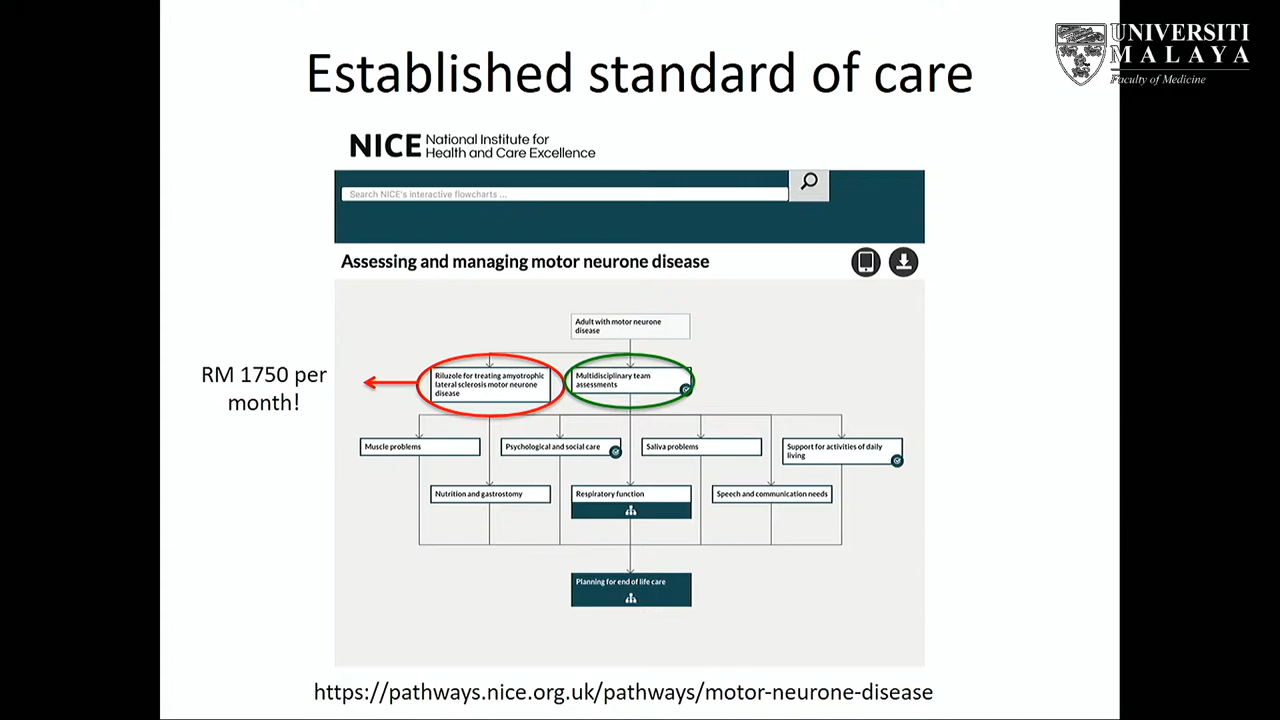 UNIVERSITI
MALAYA
Faculty of Medicine
Established standard of care
NICE National Institute for
Health and Care Excellence
Search NICE's interactive flowcharts ...
Assessing and managing motor neurone disease
Adult with motor neurone
disease
RM 1750 per
month!
Riluzole for treating amyotrophic
lateral sclerosis motor neurone
disease
Multidisciplinary team
assessments
Muscle problems
Psychological and social care
Saliva problems
Support for activities of daily
living
Nutrition and gastrostomy
Respiratory function
Speech and communication needs
Planning for end of life care
https://pathways.nice.org.uk/pathways/motor-neurone-disease